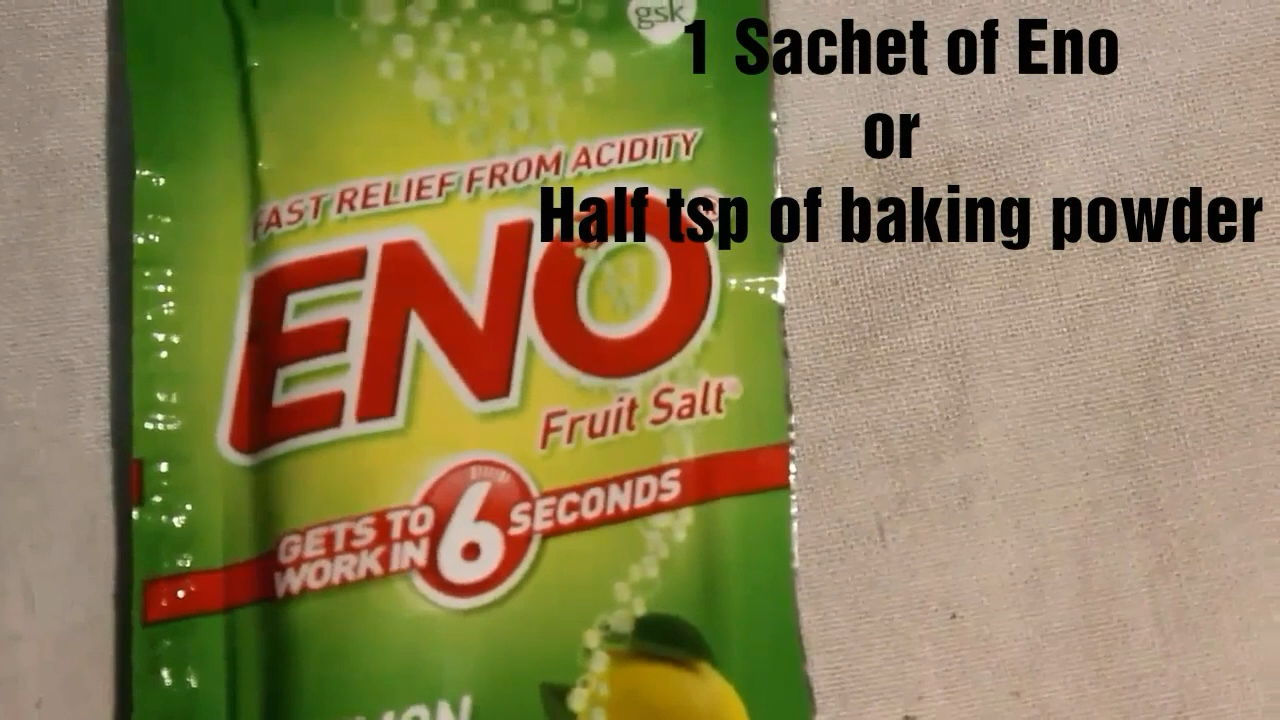 gsk
1 Sachet of Eno
or
Half tsp of baking powder
FAST RELIEF FROM ACIDITY
ENO
Fruit Salt
GETS TO
WORK IN
6
SECONDS